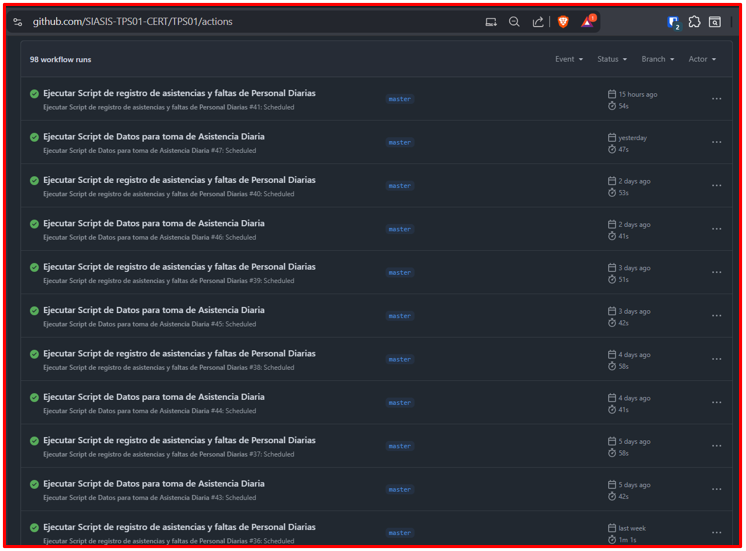 github.com/SIASIS-TPS01-CERT/TPS01/actions
1
2
98 workflow runs
Event Status Branch Actor
Ejecutar Script de registro de asistencias y faltas de Personal Diarias
Ejecutar Script de registro de asistencias y faltas de Personal Diarias #41: Scheduled
master
15 hours ago
54s
Ejecutar Script de Datos para toma de Asistencia Diaria
Ejecutar Script de Datos para toma de Asistencia Diaria #47: Scheduled
master
yesterday
47s
Ejecutar Script de registro de asistencias y faltas de Personal Diarias
Ejecutar Script de registro de asistencias y faltas de Personal Diarias #40: Scheduled
master
2 days ago
53s
Ejecutar Script de Datos para toma de Asistencia Diaria
Ejecutar Script de Datos para toma de Asistencia Diaria #46: Scheduled
master
2 days ago
41s
Ejecutar Script de registro de asistencias y faltas de Personal Diarias
Ejecutar Script de registro de asistencias y faltas de Personal Diarias #39: Scheduled
master
3 days ago
51s
Ejecutar Script de Datos para toma de Asistencia Diaria
Ejecutar Script de Datos para toma de Asistencia Diaria #45: Scheduled
master
3 days ago
42s
Ejecutar Script de registro de asistencias y faltas de Personal Diarias
Ejecutar Script de registro de asistencias y faltas de Personal Diarias #38: Scheduled
master
4 days ago
58s
Ejecutar Script de Datos para toma de Asistencia Diaria
Ejecutar Script de Datos para toma de Asistencia Diaria #44: Scheduled
master
4 days ago
41s
Ejecutar Script de registro de asistencias y faltas de Personal Diarias
Ejecutar Script de registro de asistencias y faltas de Personal Diarias #37: Scheduled
master
5 days ago
58s
Ejecutar Script de Datos para toma de Asistencia Diaria
Ejecutar Script de Datos para toma de Asistencia Diaria #43: Scheduled
master
5 days ago
42s
Ejecutar Script de registro de asistencias y faltas de Personal Diarias
Ejecutar Script de registro de asistencias y faltas de Personal Diarias #36: Scheduled
master
last week
1m 1s